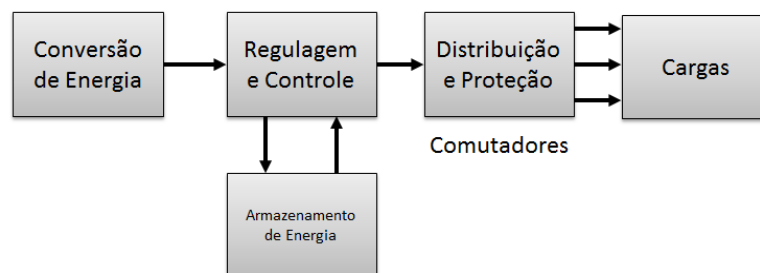 Conversão
de Energia
Regulagem
e Controle
Distribuição
e Proteção
Cargas
Comutadores
Armazenamento
de Energia